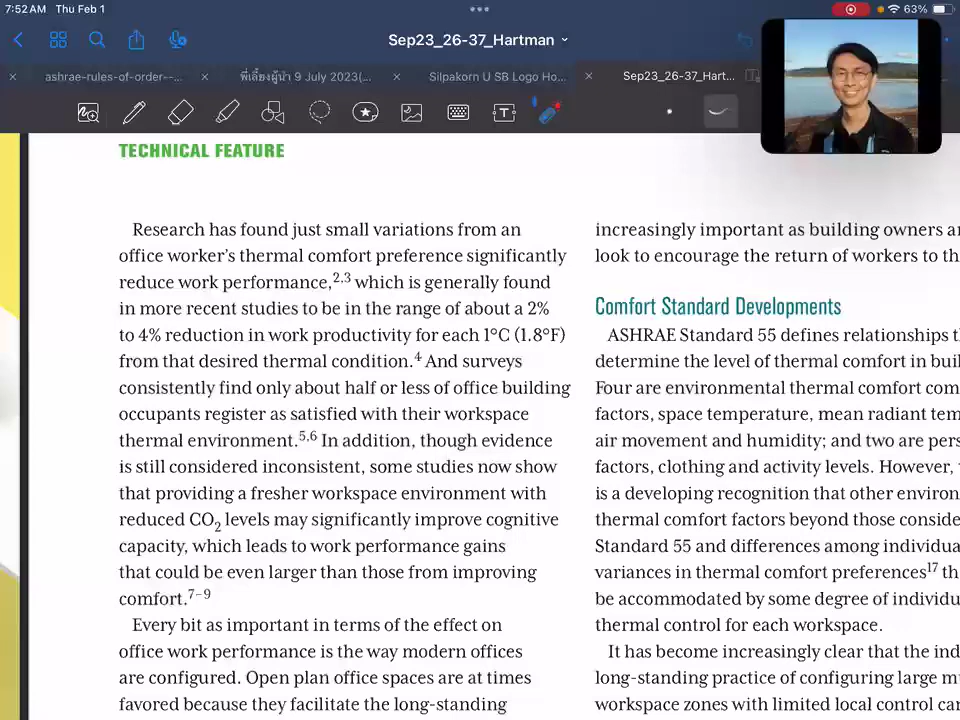 7:52 AM Thu Feb 1
63%
Sep23_26-37_Hartman
ashrae-rules-of-order--...
พี่เลี้ยงผู้นำ 9 July 2023(...
Silpakorn U SB Logo Ho...
Sep23_26-37_Hart...
TECHNICAL FEATURE
Research has found just small variations from an
office worker's thermal comfort preference significantly
reduce work performance,2,3 which is generally found
in more recent studies to be in the range of about a 2%
to 4% reduction in work productivity for each 1°C (1.8°F)
from that desired thermal condition.4 And surveys
consistently find only about half or less of office building
occupants register as satisfied with their workspace
thermal environment.5,6 In addition, though evidence
is still considered inconsistent, some studies now show
that providing a fresher workspace environment with
reduced CO2 levels may significantly improve cognitive
capacity, which leads to work performance gains
that could be even larger than those from improving
comfort.7–9
Every bit as important in terms of the effect on
office work performance is the way modern offices
are configured. Open plan office spaces are at times
favored because they facilitate the long-standing
increasingly important as building owners
look to encourage the return of workers to
Comfort Standard Developments
ASHRAE Standard 55 defines relationships
determine the level of thermal comfort in
Four are environmental thermal comfort
factors, space temperature, mean radiant
air movement and humidity; and two are
factors, clothing and activity levels. However,
is a developing recognition that other
thermal comfort factors beyond those
Standard 55 and differences among
variances in thermal comfort preferences17
be accommodated by some degree of
thermal control for each workspace.
It has become increasingly clear that the
long-standing practice of configuring large
workspace zones with limited local control